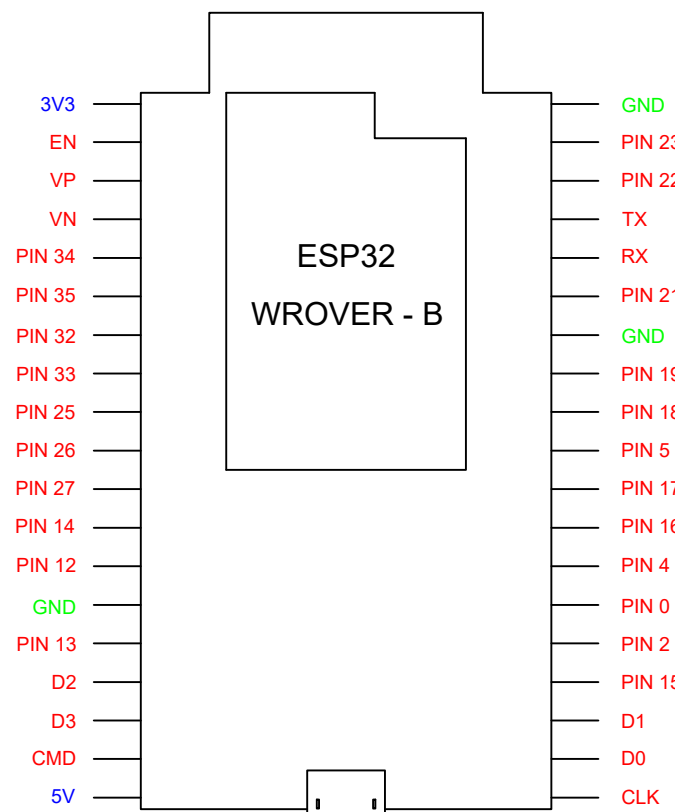 3V3
EN
VP
VN
PIN 34
PIN 35
PIN 32
PIN 33
PIN 25
PIN 26
PIN 27
PIN 14
PIN 12
GND
PIN 13
D2
D3
CMD
5V
ESP32
WROVER - B
GND
PIN 23
PIN 22
TX
RX
PIN 21
GND
PIN 19
PIN 18
PIN 5
PIN 17
PIN 16
PIN 4
PIN 0
PIN 2
PIN 15
D1
D0
CLK